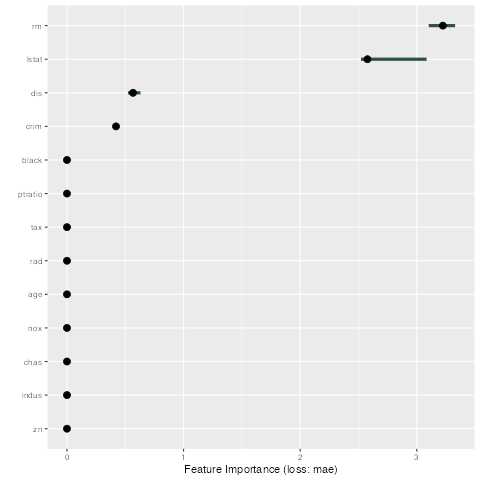 rm
lstat
dis
crim
black
ptratio
tax
rad
age
nox
chas
indus
zn
0 1 2 3
Feature Importance (loss: mae)